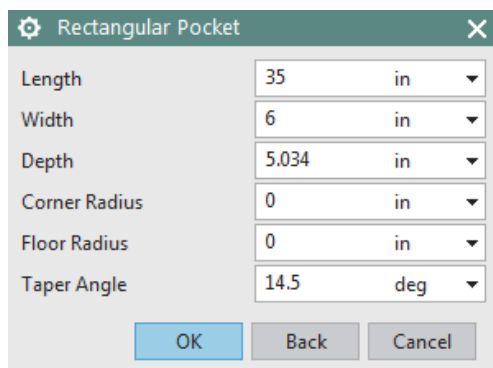 Rectangular Pocket
Length 35 in
Width 6 in
Depth 5.034 in
Corner Radius 0 in
Floor Radius 0 in
Taper Angle 14.5 deg
OK Back Cancel